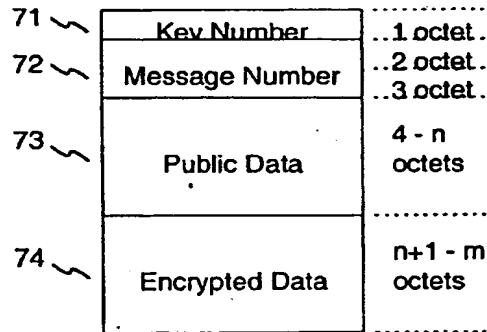 71 Key Number 1 octet
72 Message Number 2 octet
3 octet
73 Public Data 4 - n
octets
74 Encrypted Data n+1 - m
octets